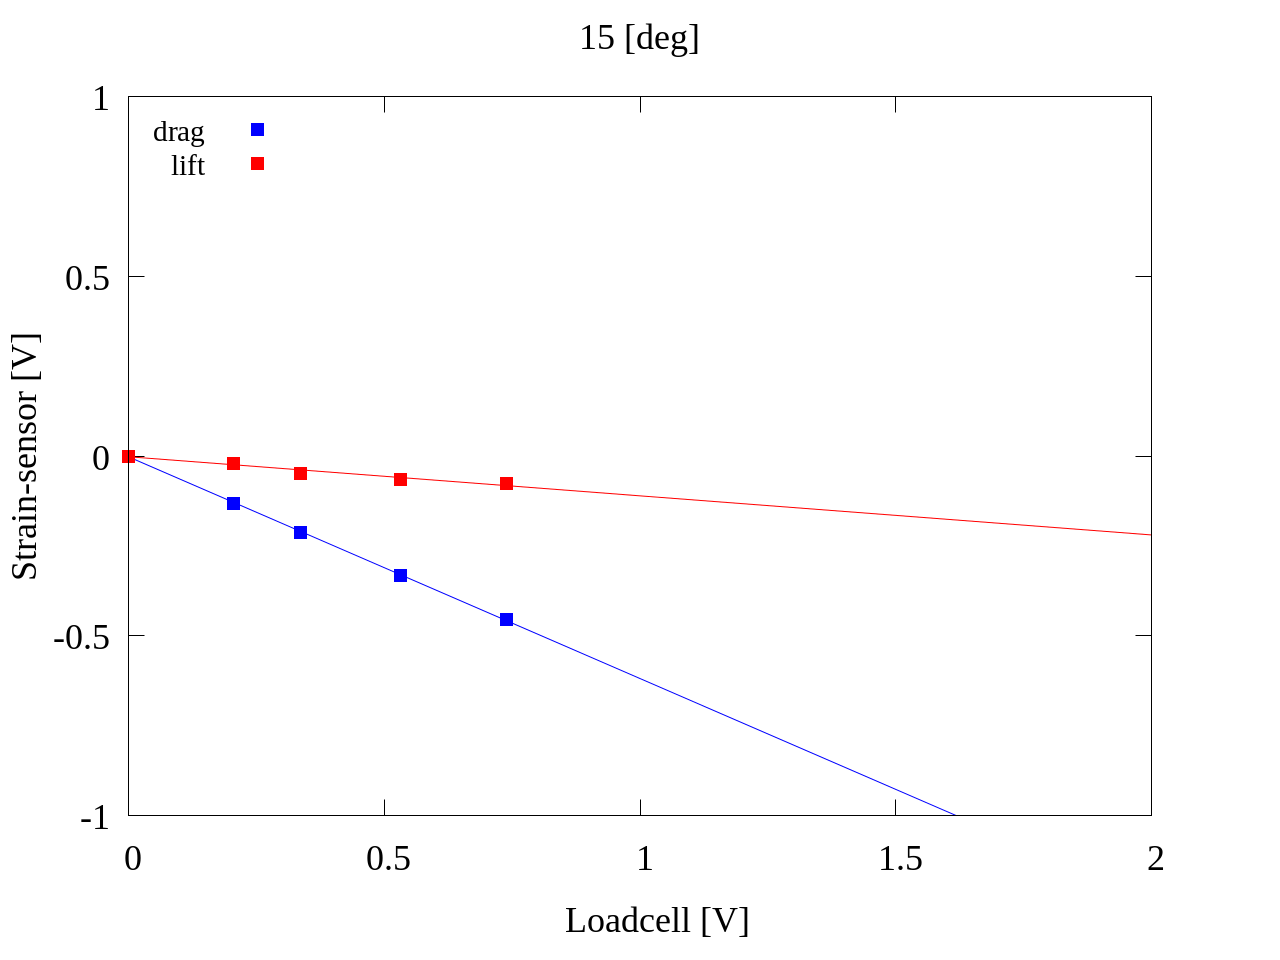 15 [deg]
1
drag
lift
0.5
Strain-sensor [V]
0
-0.5
-1
0 0.5 1 1.5 2
Loadcell [V]